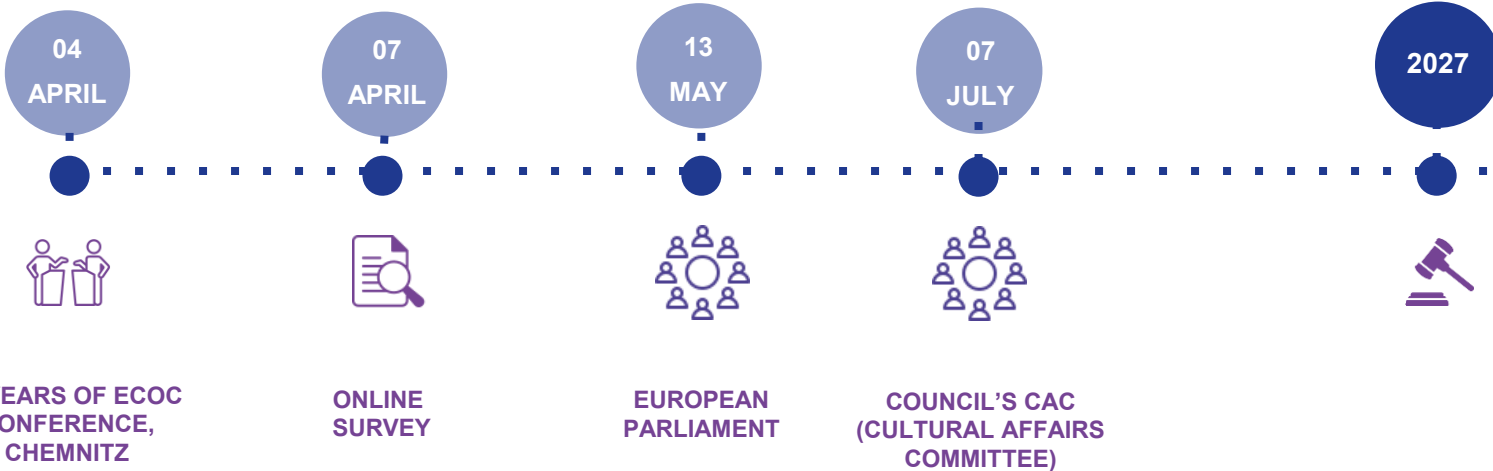 04
APRIL
07
APRIL
13
MAY
07
JULY
2027
EARS OF ECOC
ONFERENCE,
CHEMNITZ
ONLINE
SURVEY
EUROPEAN
PARLIAMENT
COUNCIL’S CAC
(CULTURAL AFFAIRS
COMMITTEE)